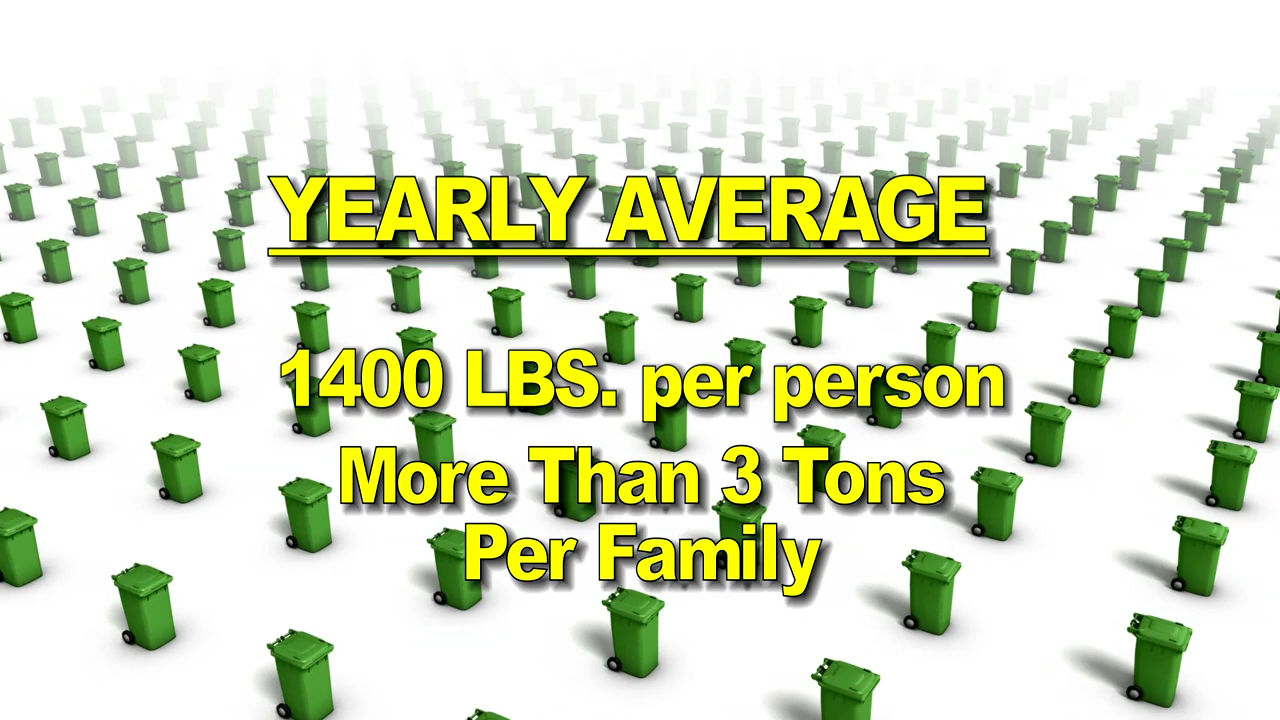 YEARLY AVERAGE
1400 LBS. per person
More Than 3 Tons
Per Family